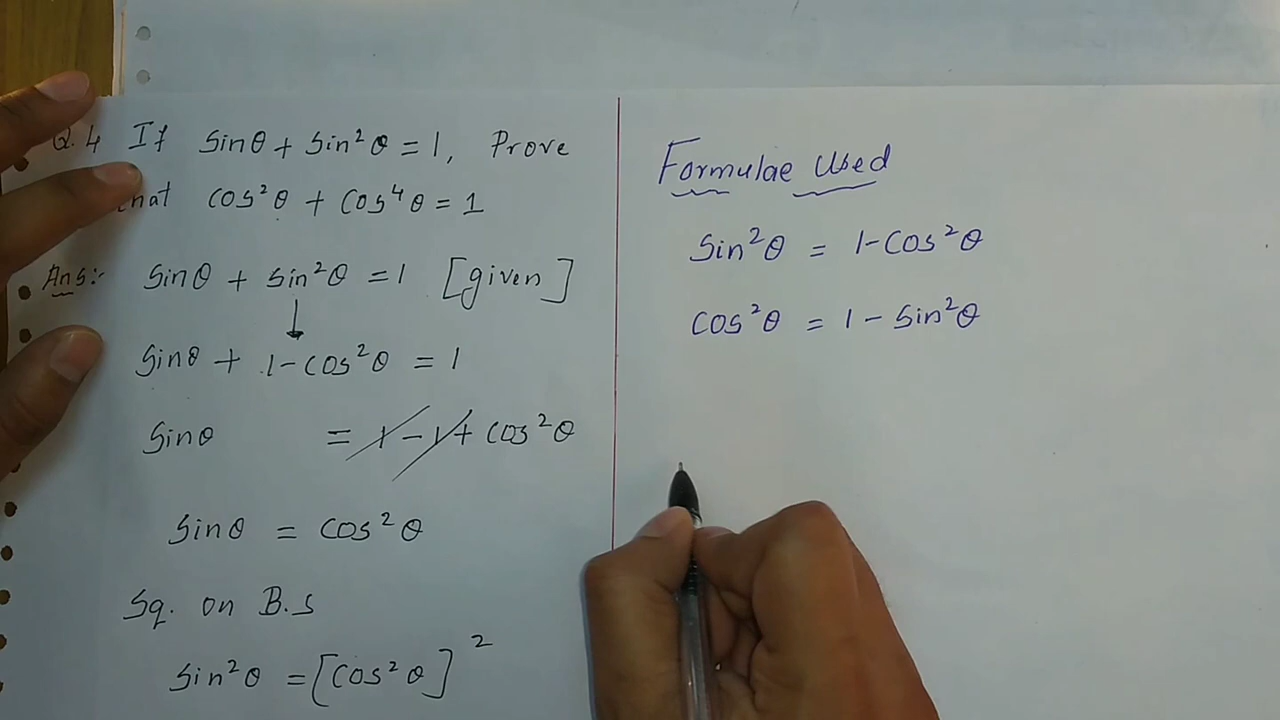 Q.4 If Sinθ + Sin²θ = 1, Prove
that cos²θ + cos⁴θ = 1
Ans:- Sinθ + sin²θ = 1 [given]
Sinθ + 1-cos²θ = 1
Sinθ = 1 - 1 + cos²θ
Sinθ = cos²θ
Sq. on B.S
Sin²θ = [cos²θ]²
Formulae Used
Sin²θ = 1-Cos²θ
Cos²θ = 1 - Sin²θ